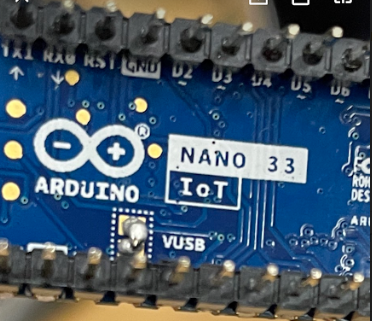 TX1 RX0 RST GND D2 D3 D4 D5 D6
NANO 33
IoT
ARDUINO
VUSB